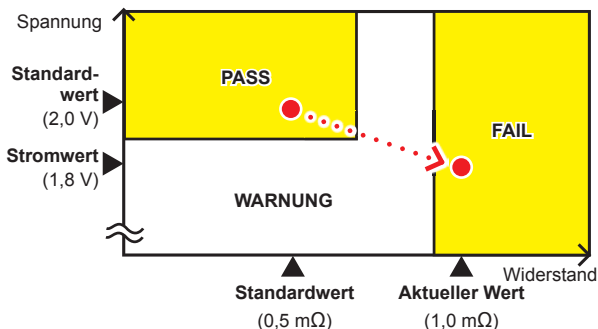 Spannung
Standard-
wert
(2,0 V)
Stromwert
(1,8 V)
PASS
FAIL
WARNUNG
Widerstand
Standardwert
(0,5 mΩ)
Aktueller Wert
(1,0 mΩ)